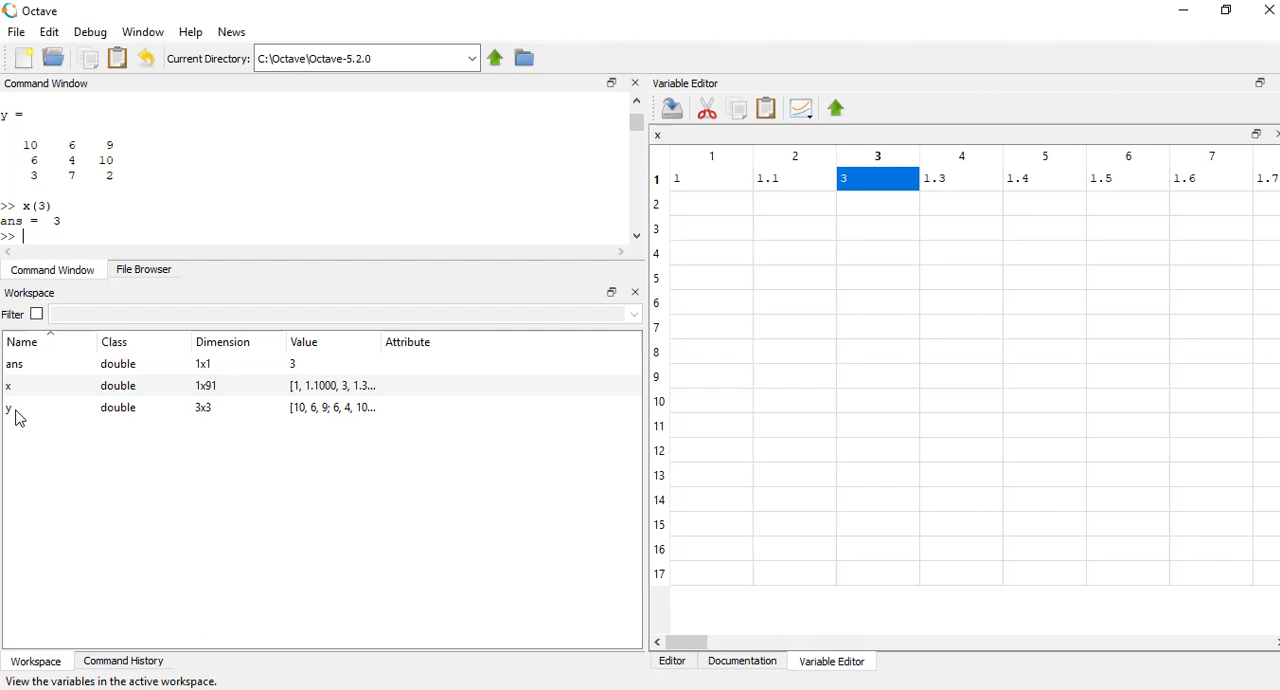 Octave
File Edit Debug Window Help News
Current Directory: C:\Octave\Octave-5.2.0
Command Window
y =
10 6 9
6 4 10
3 7 2
>> x(3)
ans = 3
>>
Command Window File Browser
Workspace
Filter
Name Class Dimension Value Attribute
ans double 1x1 3
x double 1x91 [1, 1.1000, 3, 1.3...
y double 3x3 [10, 6, 9; 6, 4, 10...
Workspace Command History
View the variables in the active workspace.
Variable Editor
x
1 2 3 4 5 6 7
1 1 1.1 3 1.3 1.4 1.5 1.6 1.7
2
3
4
5
6
7
8
9
10
11
12
13
14
15
16
17
Editor Documentation Variable Editor